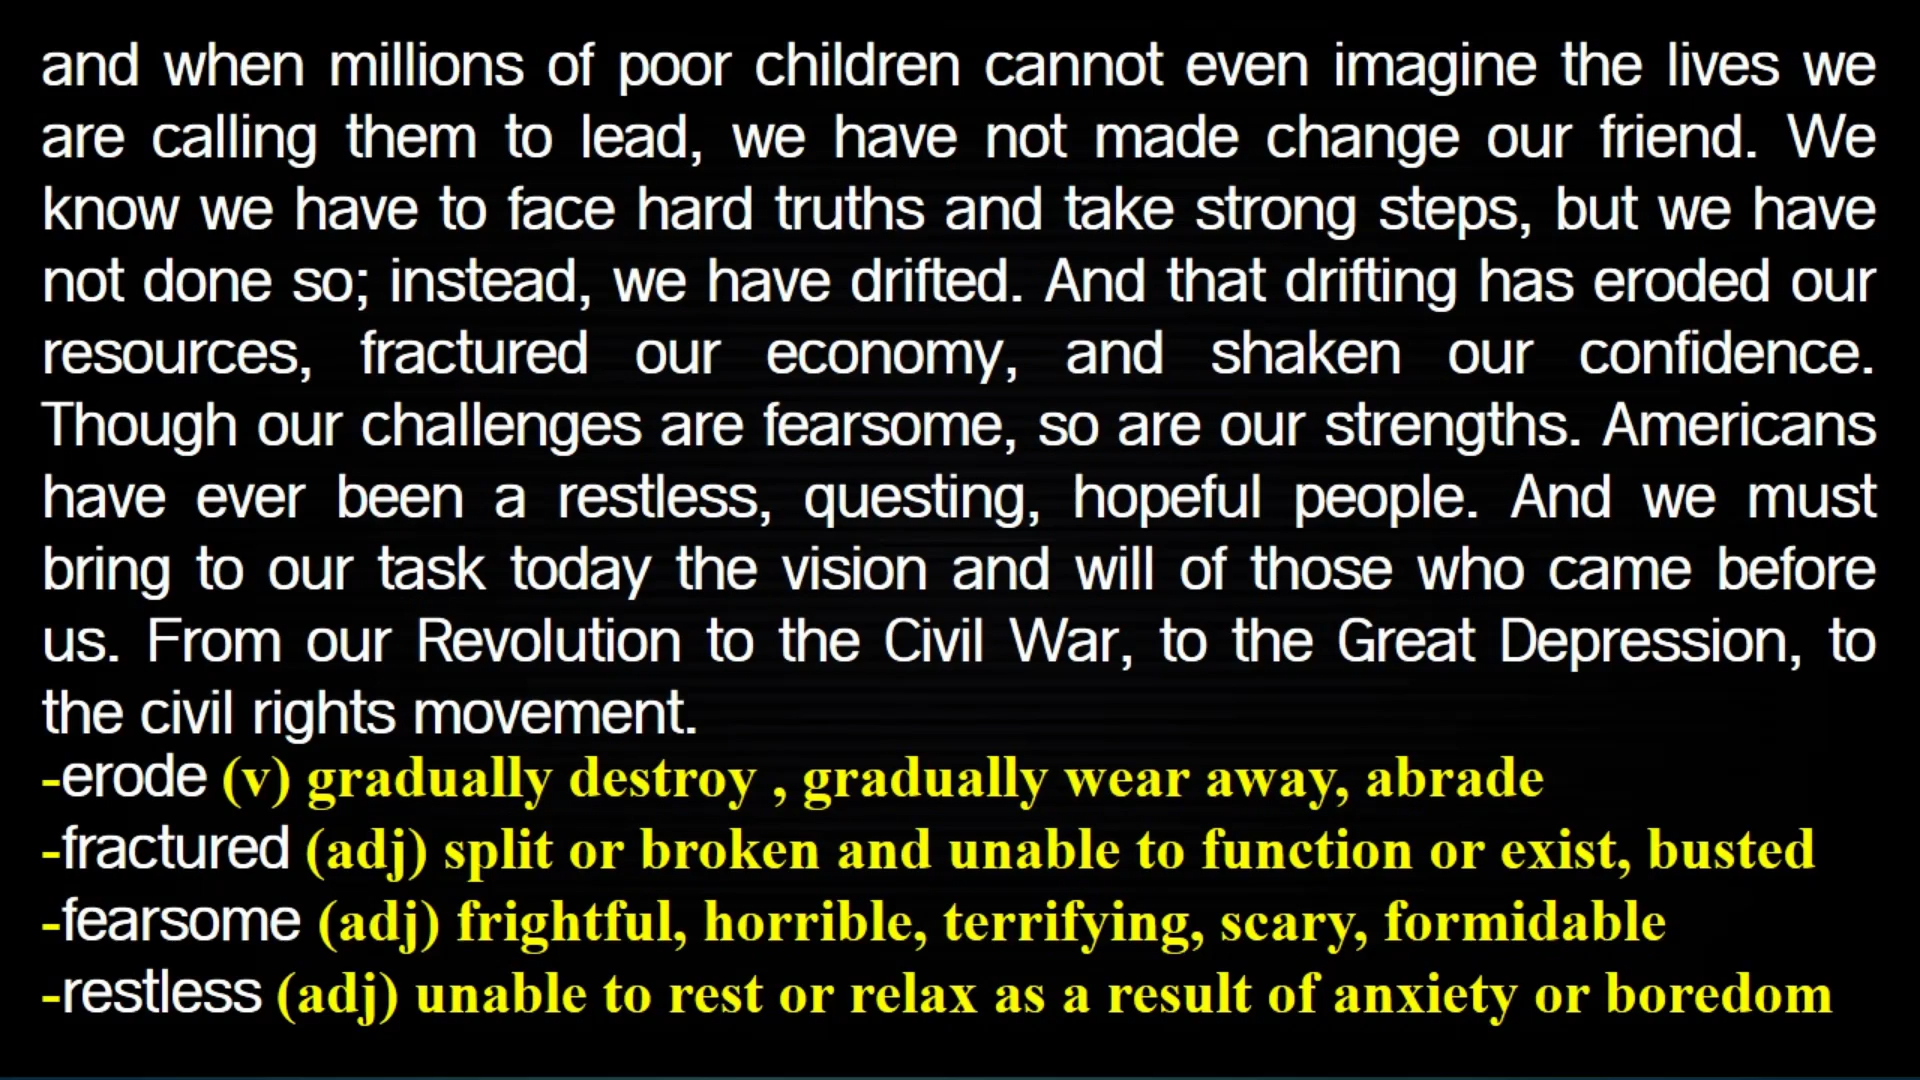 and when millions of poor children cannot even imagine the lives we
are calling them to lead, we have not made change our friend. We
know we have to face hard truths and take strong steps, but we have
not done so; instead, we have drifted. And that drifting has eroded our
resources, fractured our economy, and shaken our confidence.
Though our challenges are fearsome, so are our strengths. Americans
have ever been a restless, questing, hopeful people. And we must
bring to our task today the vision and will of those who came before
us. From our Revolution to the Civil War, to the Great Depression, to
the civil rights movement.
-erode (v) gradually destroy , gradually wear away, abrade
-fractured (adj) split or broken and unable to function or exist, busted
-fearsome (adj) frightful, horrible, terrifying, scary, formidable
-restless (adj) unable to rest or relax as a result of anxiety or boredom